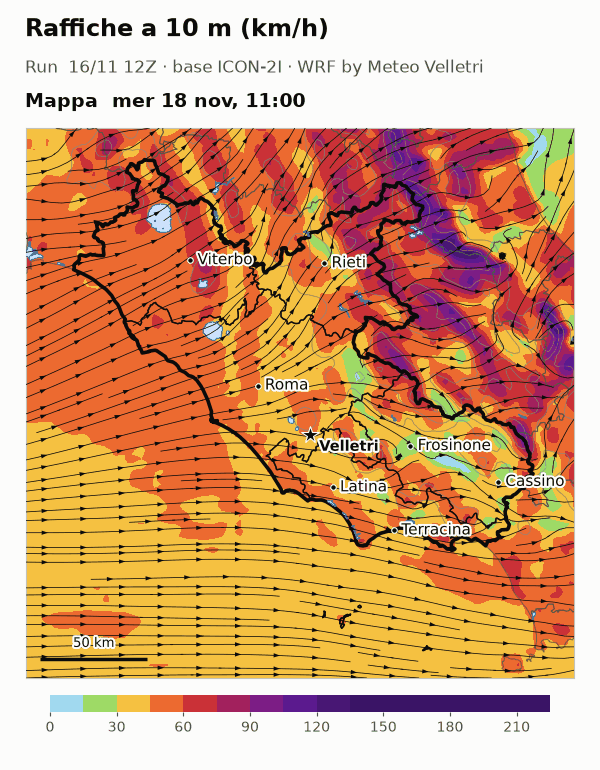 Raffiche a 10 m (km/h)
Run 16/11 12Z · base ICON-2I · WRF by Meteo Velletri
Mappa mer 18 nov, 11:00
Viterbo
Rieti
Roma
Velletri
Frosinone
Latina
Cassino
Terracina
50 km
0 30 60 90 120 150 180 210